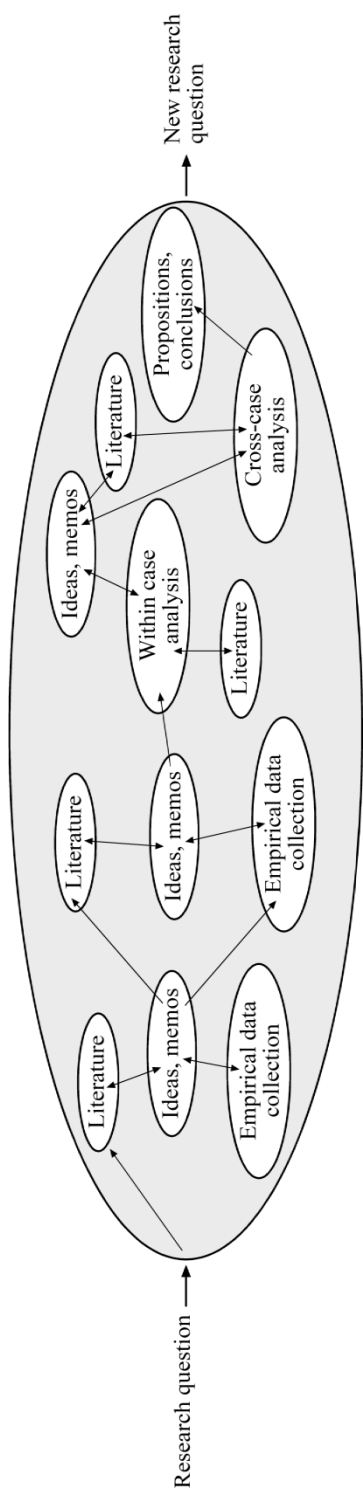 Research question
Literature
Ideas, memos
Empirical data
collection
Literature
Ideas, memos
Empirical data
collection
Within case
analysis
Literature
Ideas, memos
Literature
Cross-case
analysis
Propositions,
conclusions
New research
question